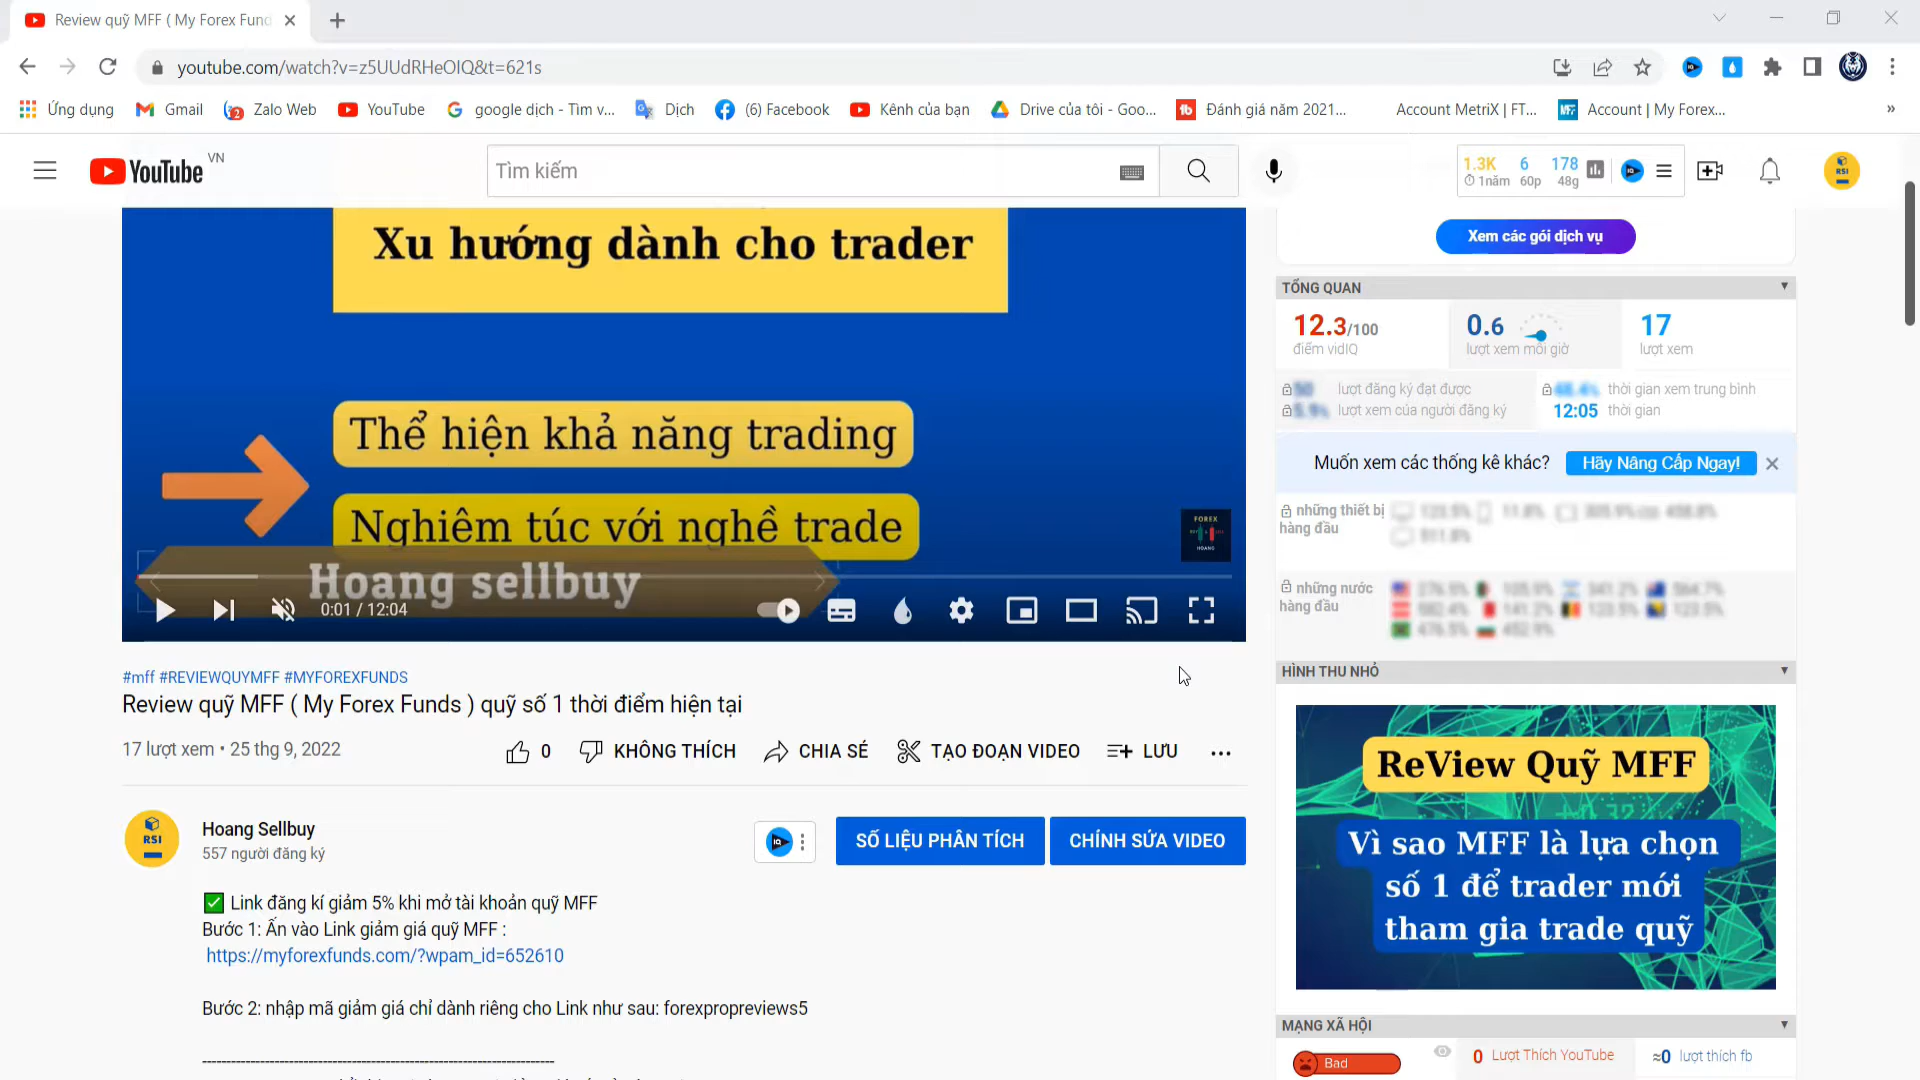 Review quỹ MFF ( My Forex Fund
youtube.com/watch?v=z5UUdRHeOIQ&t=621s
Ứng dụng
Gmail
Zalo Web
YouTube
google dịch - Tìm v...
Dịch
(6) Facebook
Kênh của bạn
Drive của tôi - Goo...
Đánh giá năm 2021...
Account MetriX | FT...
Account | My Forex...
»
YouTube VN
Tìm kiếm
1.3K 6 178
1năm 60p 48g
RSI
Xu hướng dành cho trader
Thể hiện khả năng trading
Nghiêm túc với nghề trade
FOREX
HOANG
Hoang sellbuy
0:01 / 12:04
#mff #REVIEWQUYMFF #MYFOREXFUNDS
Review quỹ MFF ( My Forex Funds ) quỹ số 1 thời điểm hiện tại
17 lượt xem • 25 thg 9, 2022
0
KHÔNG THÍCH
CHIA SẺ
TẠO ĐOẠN VIDEO
LƯU
RSI
Hoang Sellbuy
557 người đăng ký
SỐ LIỆU PHÂN TÍCH
CHỈNH SỬA VIDEO
Link đăng kí giảm 5% khi mở tài khoản quỹ MFF
Bước 1: Ấn vào Link giảm giá quỹ MFF :
https://myforexfunds.com/?wpam_id=652610
Bước 2: nhập mã giảm giá chỉ dành riêng cho Link như sau: forexpropreviews5
Xem các gói dịch vụ
TỔNG QUAN
12.3/100
điểm vidIQ
0.6
lượt xem mỗi giờ
17
lượt xem
lượt đăng ký đạt được
thời gian xem trung bình
lượt xem của người đăng ký
12:05 thời gian
Muốn xem các thống kê khác?
Hãy Nâng Cấp Ngay!
những thiết bị
hàng đầu
những nước
hàng đầu
HÌNH THU NHỎ
ReView Quỹ MFF
Vì sao MFF là lựa chọn
số 1 để trader mới
tham gia trade quỹ
MẠNG XÃ HỘI
Bad
0 Lượt Thích YouTube
≈0 lượt thích fb